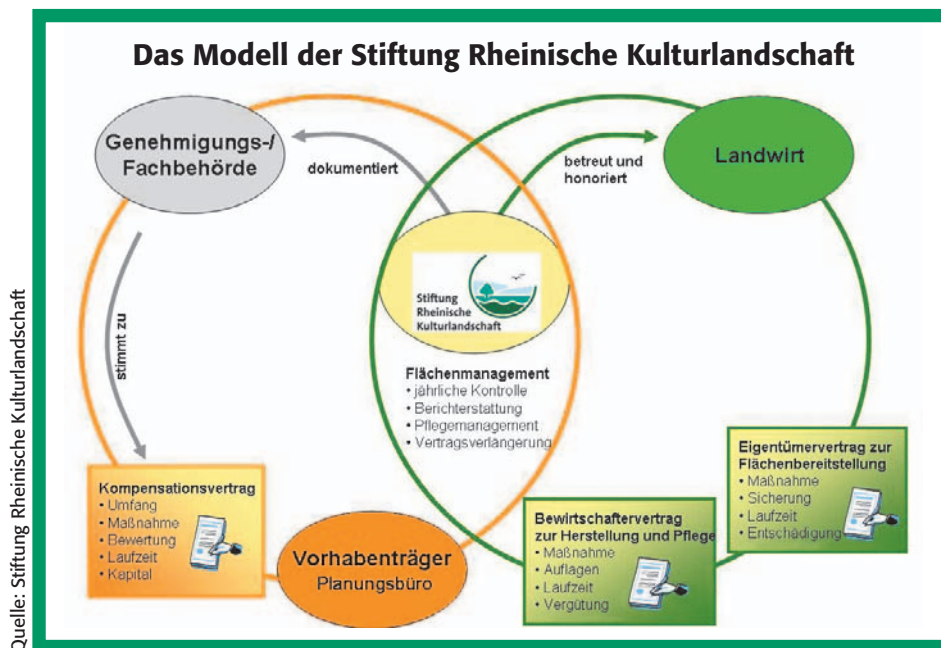 Das Modell der Stiftung Rheinische Kulturlandschaft
Genehmigungs-/
Fachbehörde
dokumentiert
betreut und
honoriert
Landwirt
Stiftung
Rheinische
Kulturlandschaft
stimmt zu
Flächenmanagement
• jährliche Kontrolle
• Berichterstattung
• Pflegemanagement
• Vertragsverlängerung
Kompensationsvertrag
• Umfang
• Maßnahme
• Bewertung
• Laufzeit
• Kapital
Vorhabenträger
Planungsbüro
Bewirtschaftervertrag
zur Herstellung und Pflege
• Maßnahme
• Auflagen
• Laufzeit
• Vergütung
Eigentümervertrag zur
Flächenbereitstellung
• Maßnahme
• Sicherung
• Laufzeit
• Entschädigung
Quelle: Stiftung Rheinische Kulturlandschaft